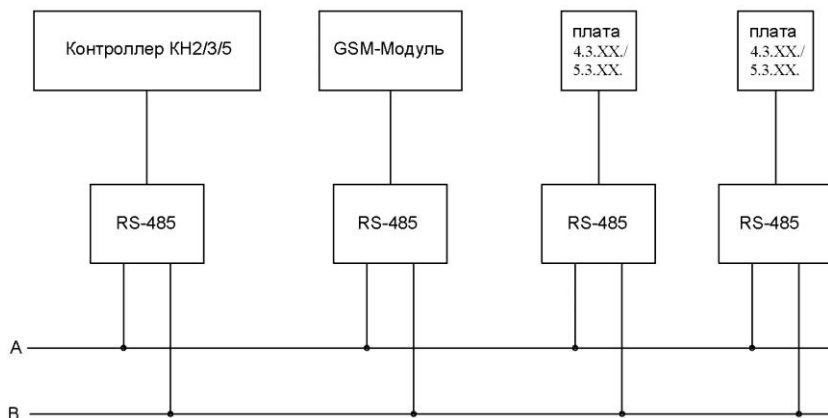 Контроллер КН2/3/5
GSM-Модуль
плата
4.3.XX./
5.3.XX.
плата
4.3.XX./
5.3.XX.
RS-485
RS-485
RS-485
RS-485
A
B